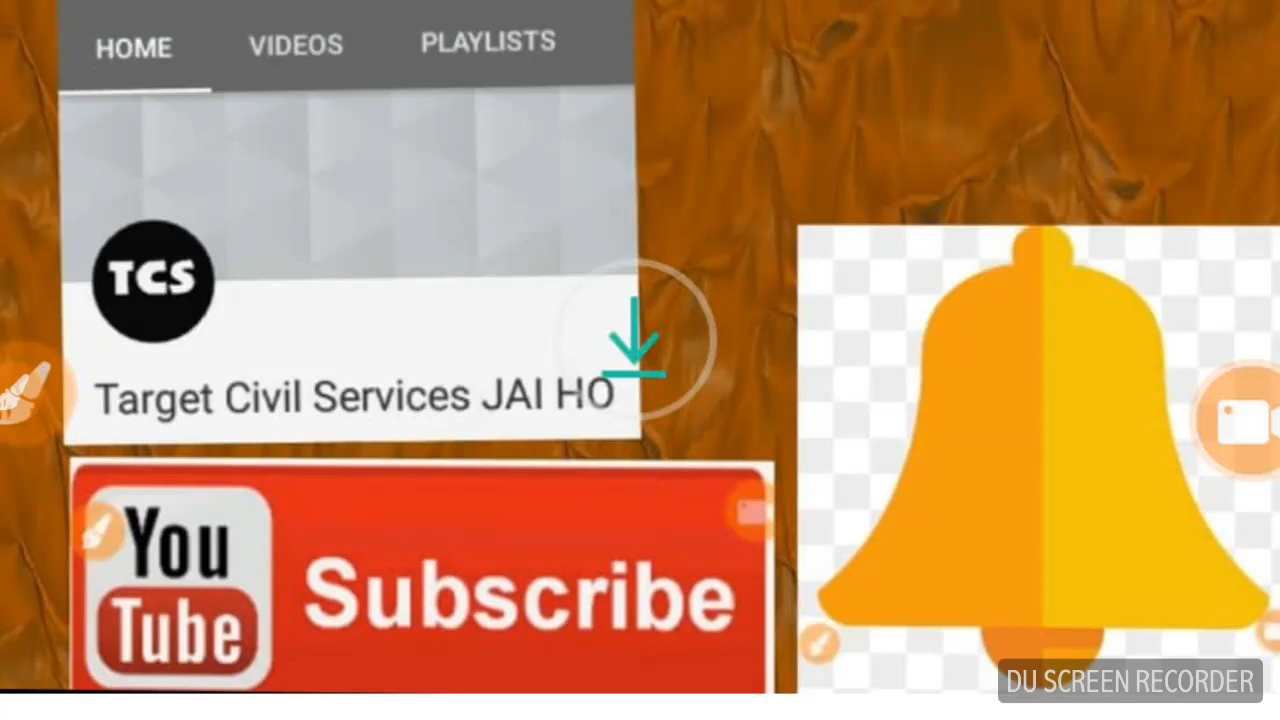 HOME VIDEOS PLAYLISTS
TCS
Target Civil Services JAI HO
You
Tube
Subscribe
DU SCREEN RECORDER